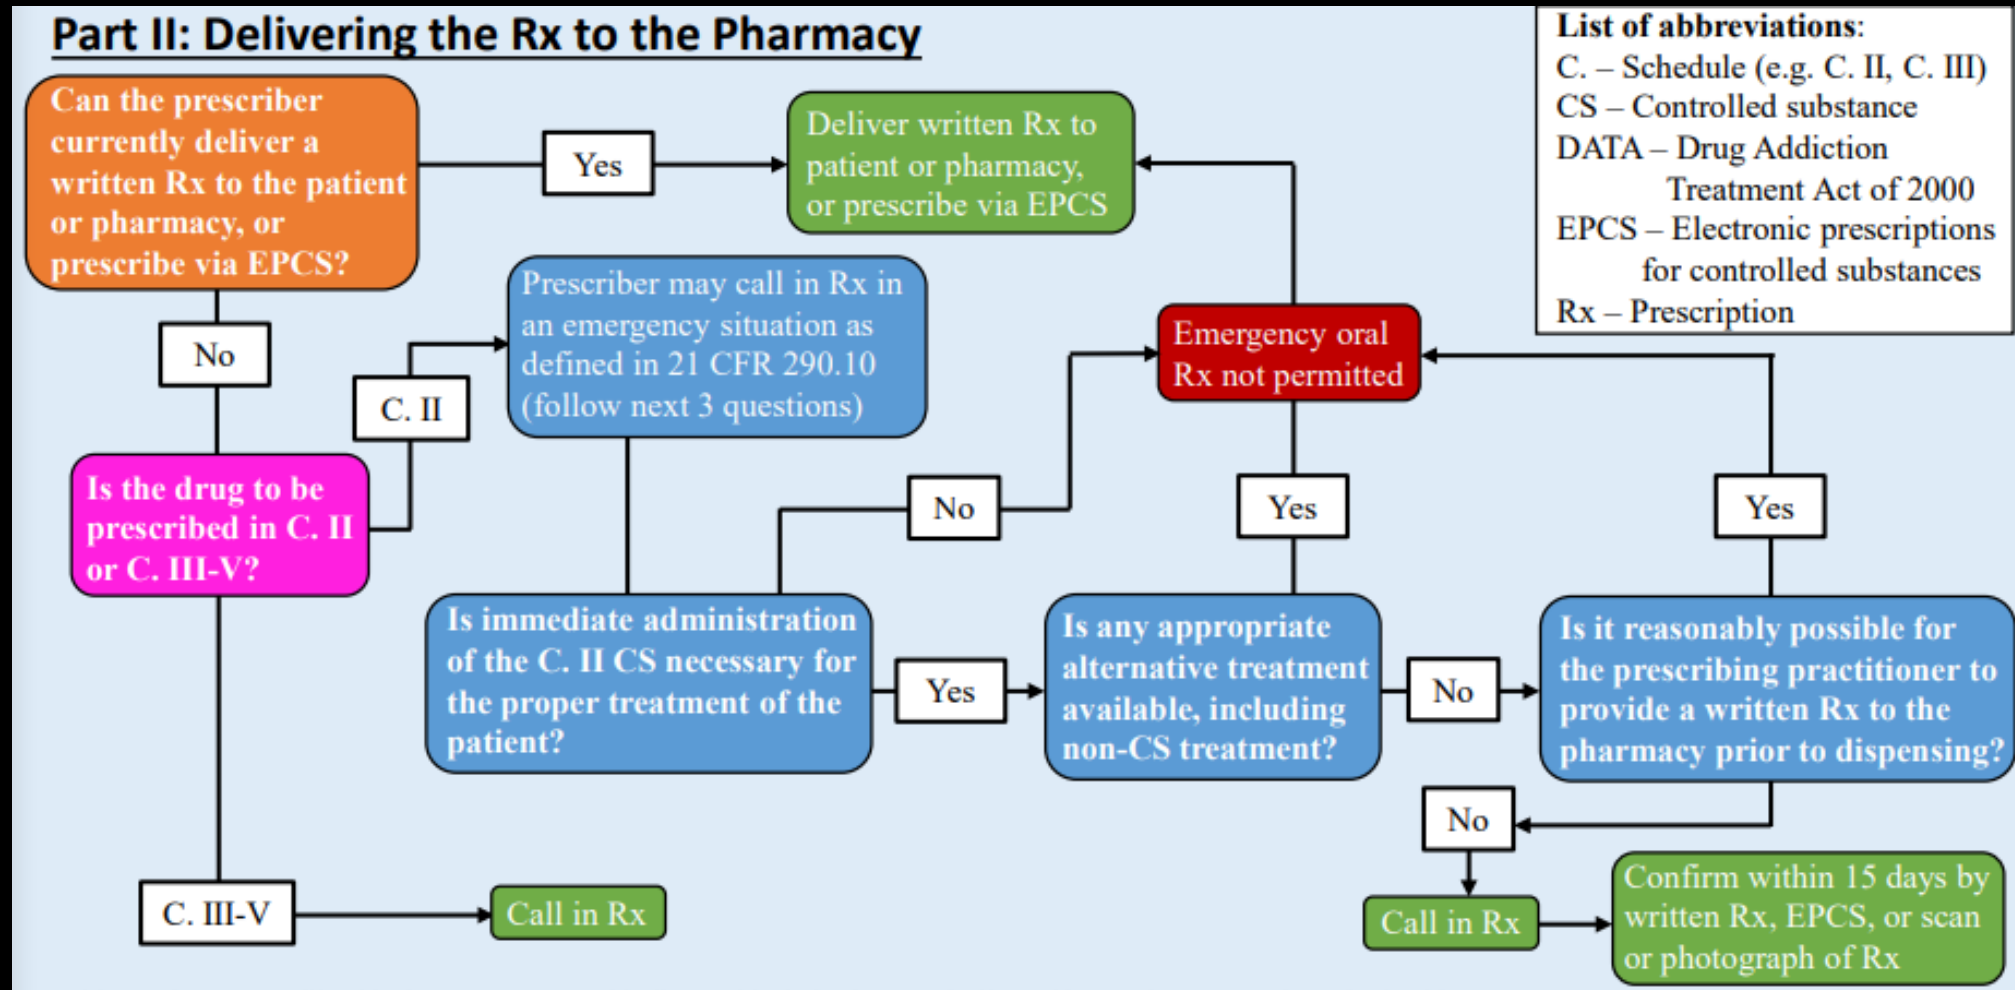 Part II: Delivering the Rx to the Pharmacy
List of abbreviations:
C. – Schedule (e.g. C. II, C. III)
CS – Controlled substance
DATA – Drug Addiction
Treatment Act of 2000
EPCS – Electronic prescriptions
for controlled substances
Rx – Prescription
Can the prescriber
currently deliver a
written Rx to the patient
or pharmacy, or
prescribe via EPCS?
Yes
Deliver written Rx to
patient or pharmacy,
or prescribe via EPCS
No
C. II
Prescriber may call in Rx in
an emergency situation as
defined in 21 CFR 290.10
(follow next 3 questions)
Emergency oral
Rx not permitted
Is the drug to be
prescribed in C. II
or C. III-V?
No
Yes
Yes
Is immediate administration
of the C. II CS necessary for
the proper treatment of the
patient?
Yes
Is any appropriate
alternative treatment
available, including
non-CS treatment?
No
Is it reasonably possible for
the prescribing practitioner to
provide a written Rx to the
pharmacy prior to dispensing?
No
C. III-V
Call in Rx
Call in Rx
Confirm within 15 days by
written Rx, EPCS, or scan
or photograph of Rx